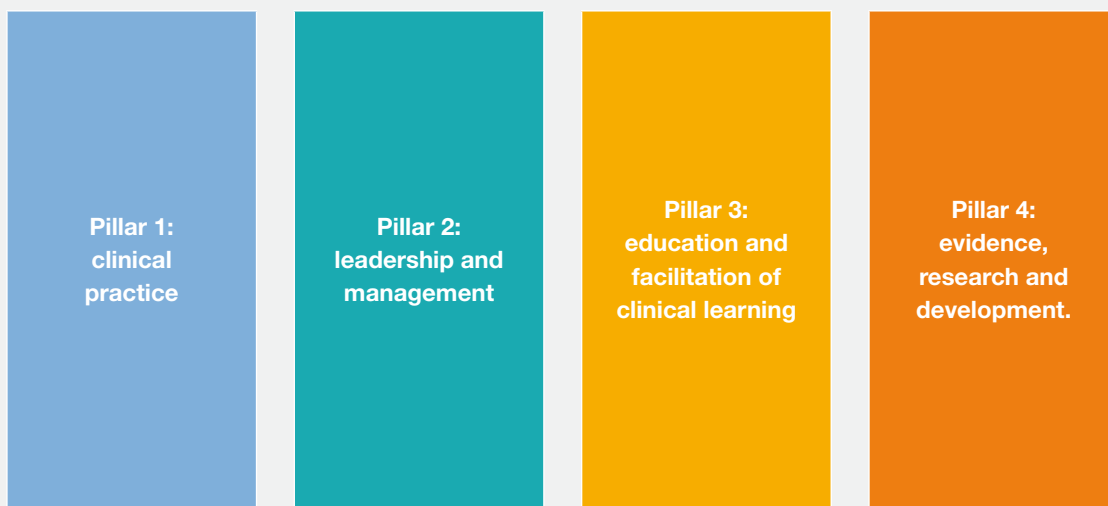 Pillar 1:
clinical
practice
Pillar 2:
leadership and
management
Pillar 3:
education and
facilitation of
clinical learning
Pillar 4:
evidence,
research and
development.